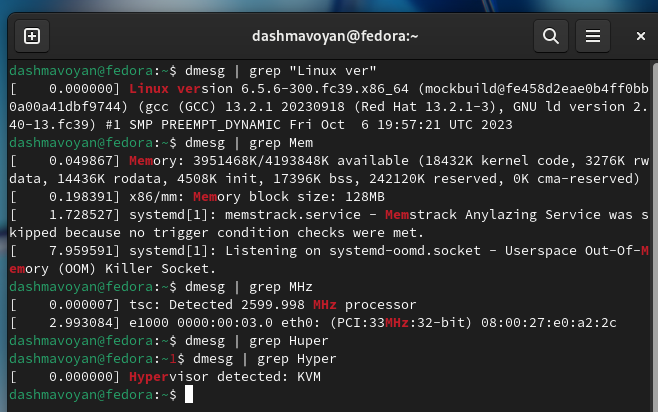 dashmavoyan@fedora:~
dashmavoyan@fedora:~$ dmesg | grep "Linux ver"
[    0.000000] Linux version 6.5.6-300.fc39.x86_64 (mockbuild@fe458d2eae0b4ff0bb
0a00a41dbf9744) (gcc (GCC) 13.2.1 20230918 (Red Hat 13.2.1-3), GNU ld version 2.
40-13.fc39) #1 SMP PREEMPT_DYNAMIC Fri Oct  6 19:57:21 UTC 2023
dashmavoyan@fedora:~$ dmesg | grep Mem
[    0.049867] Memory: 3951468K/4193848K available (18432K kernel code, 3276K rw
data, 14436K rodata, 4508K init, 17396K bss, 242120K reserved, 0K cma-reserved)
[    0.198391] x86/mm: Memory block size: 128MB
[    1.728527] systemd[1]: memstrack.service - Memstrack Anylazing Service was s
kipped because no trigger condition checks were met.
[    7.959591] systemd[1]: Listening on systemd-oomd.socket - Userspace Out-Of-M
emory (OOM) Killer Socket.
dashmavoyan@fedora:~$ dmesg | grep MHz
[    0.000007] tsc: Detected 2599.998 MHz processor
[    2.993084] e1000 0000:00:03.0 eth0: (PCI:33MHz:32-bit) 08:00:27:e0:a2:2c
dashmavoyan@fedora:~$ dmesg | grep Huper
dashmavoyan@fedora:~1$ dmesg | grep Hyper
[    0.000000] Hypervisor detected: KVM
dashmavoyan@fedora:~$